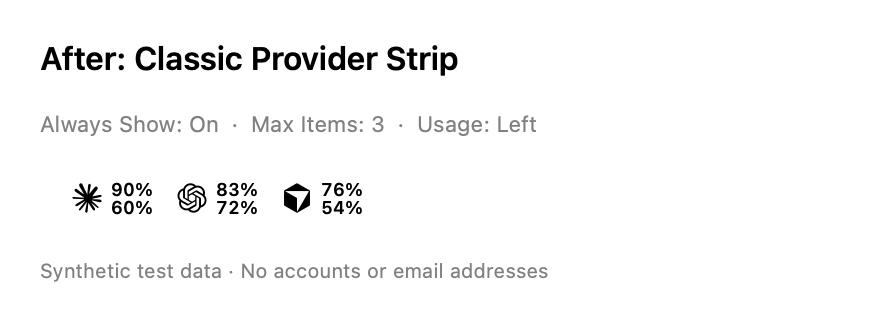 After: Classic Provider Strip
Always Show: On · Max Items: 3 · Usage: Left
90% 83% 76%
60% 72% 54%
Synthetic test data · No accounts or email addresses